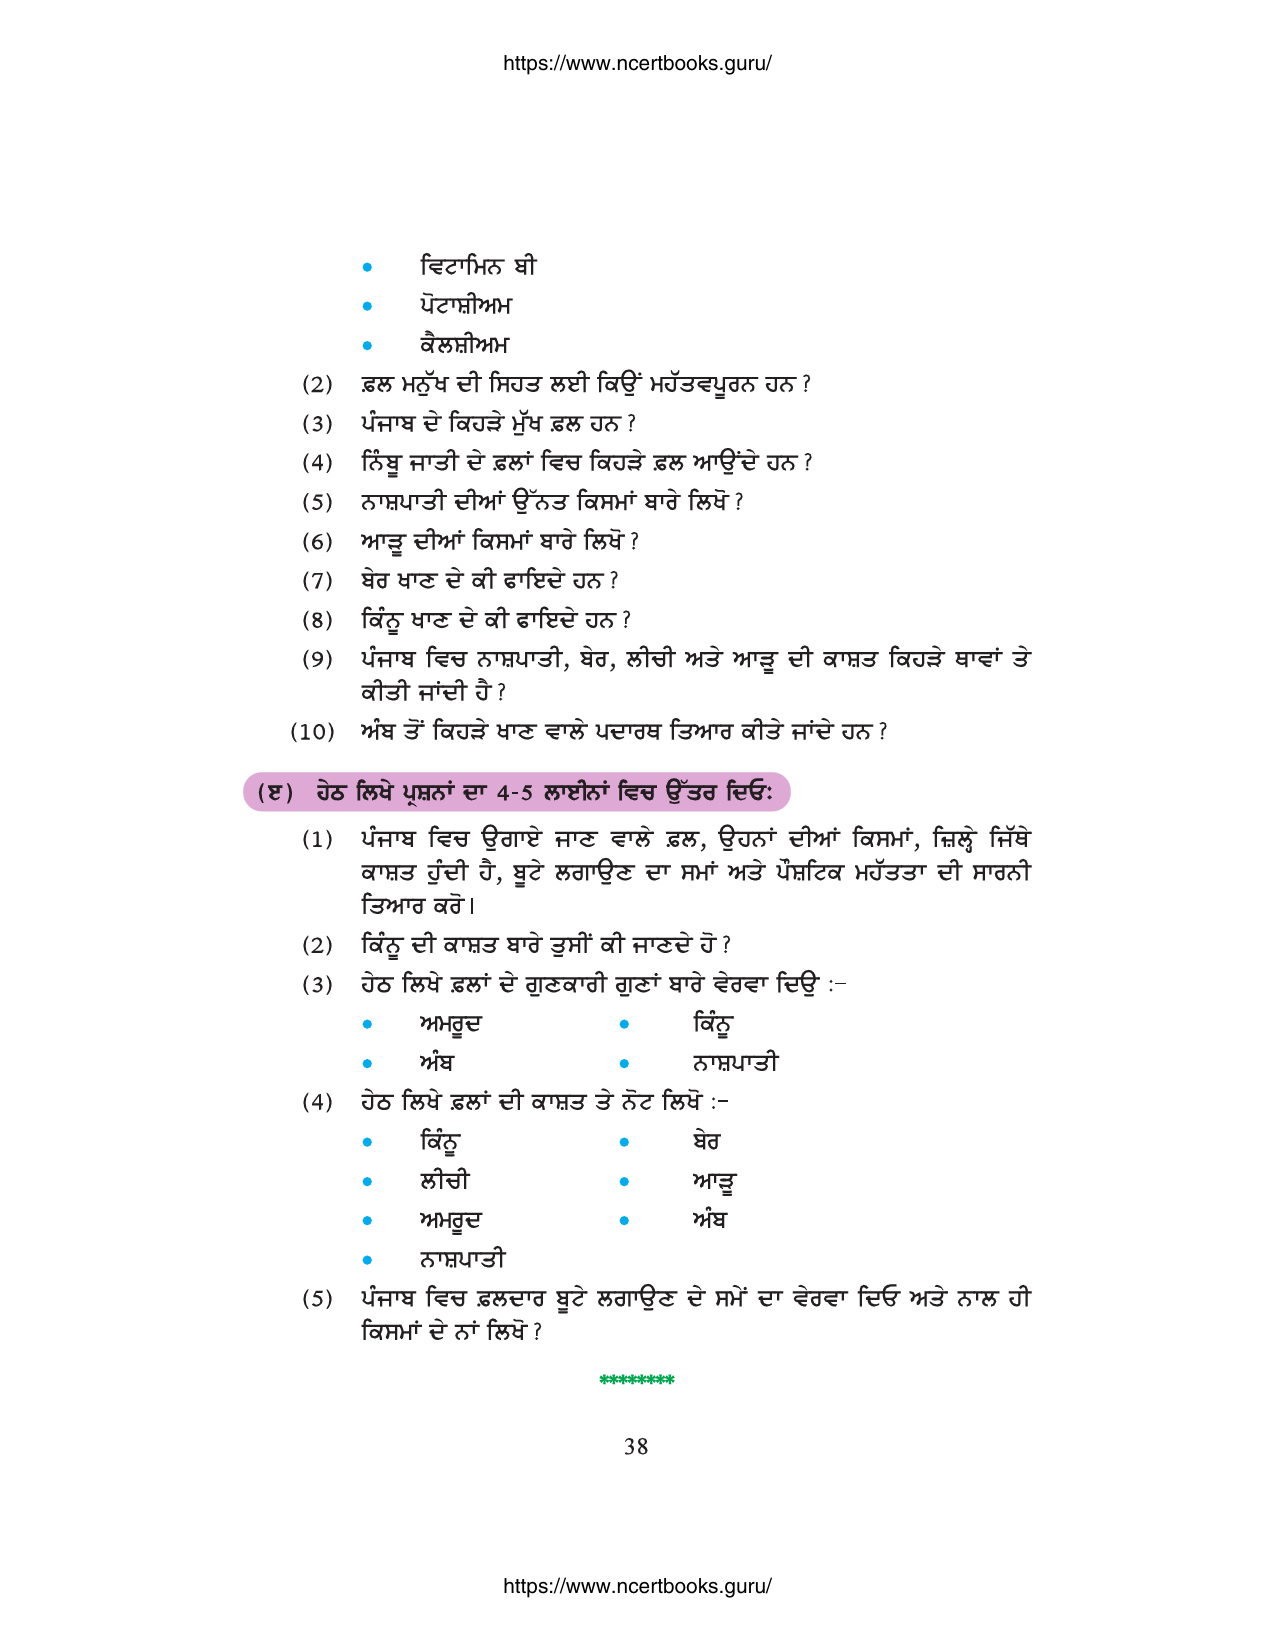 https://www.ncertbooks.guru/
• ਵਿਟਾਮਿਨ ਬੀ
• ਪੋਟਾਸ਼ੀਅਮ
• ਕੈਲਸ਼ੀਅਮ
(2) ਫ਼ਲ ਮਨੁੱਖ ਦੀ ਸਿਹਤ ਲਈ ਕਿਉਂ ਮਹੱਤਵਪੂਰਨ ਹਨ ?
(3) ਪੰਜਾਬ ਦੇ ਕਿਹੜੇ ਮੁੱਖ ਫ਼ਲ ਹਨ ?
(4) ਨਿੰਬੂ ਜਾਤੀ ਦੇ ਫ਼ਲਾਂ ਵਿਚ ਕਿਹੜੇ ਫ਼ਲ ਆਉਂਦੇ ਹਨ ?
(5) ਨਾਸ਼ਪਾਤੀ ਦੀਆਂ ਉੱਨਤ ਕਿਸਮਾਂ ਬਾਰੇ ਲਿਖੋ ?
(6) ਆੜੂ ਦੀਆਂ ਕਿਸਮਾਂ ਬਾਰੇ ਲਿਖੋ ?
(7) ਬੇਰ ਖਾਣ ਦੇ ਕੀ ਫਾਇਦੇ ਹਨ ?
(8) ਕਿੰਨੂ ਖਾਣ ਦੇ ਕੀ ਫਾਇਦੇ ਹਨ ?
(9) ਪੰਜਾਬ ਵਿਚ ਨਾਸ਼ਪਾਤੀ, ਬੇਰ, ਲੀਚੀ ਅਤੇ ਆੜੂ ਦੀ ਕਾਸ਼ਤ ਕਿਹੜੇ ਥਾਵਾਂ ਤੇ
ਕੀਤੀ ਜਾਂਦੀ ਹੈ ?
(10) ਅੰਬ ਤੋਂ ਕਿਹੜੇ ਖਾਣ ਵਾਲੇ ਪਦਾਰਥ ਤਿਆਰ ਕੀਤੇ ਜਾਂਦੇ ਹਨ ?
(ੲ) ਹੇਠ ਲਿਖੇ ਪ੍ਰਸ਼ਨਾਂ ਦਾ 4-5 ਲਾਈਨਾਂ ਵਿਚ ਉੱਤਰ ਦਿਓ:
(1) ਪੰਜਾਬ ਵਿਚ ਉਗਾਏ ਜਾਣ ਵਾਲੇ ਫ਼ਲ, ਉਹਨਾਂ ਦੀਆਂ ਕਿਸਮਾਂ, ਜ਼ਿਲ੍ਹੇ ਜਿੱਥੇ
ਕਾਸ਼ਤ ਹੁੰਦੀ ਹੈ, ਬੂਟੇ ਲਗਾਉਣ ਦਾ ਸਮਾਂ ਅਤੇ ਪੌਸ਼ਟਿਕ ਮਹੱਤਤਾ ਦੀ ਸਾਰਨੀ
ਤਿਆਰ ਕਰੋ।
(2) ਕਿੰਨੂ ਦੀ ਕਾਸ਼ਤ ਬਾਰੇ ਤੁਸੀਂ ਕੀ ਜਾਣਦੇ ਹੋ ?
(3) ਹੇਠ ਲਿਖੇ ਫ਼ਲਾਂ ਦੇ ਗੁਣਕਾਰੀ ਗੁਣਾਂ ਬਾਰੇ ਵੇਰਵਾ ਦਿਉ :–
• ਅਮਰੂਦ • ਕਿੰਨੂ
• ਅੰਬ • ਨਾਸ਼ਪਾਤੀ
(4) ਹੇਠ ਲਿਖੇ ਫ਼ਲਾਂ ਦੀ ਕਾਸ਼ਤ ਤੇ ਨੋਟ ਲਿਖੋ :–
• ਕਿੰਨੂ • ਬੇਰ
• ਲੀਚੀ • ਆੜੂ
• ਅਮਰੂਦ • ਅੰਬ
• ਨਾਸ਼ਪਾਤੀ
(5) ਪੰਜਾਬ ਵਿਚ ਫ਼ਲਦਾਰ ਬੂਟੇ ਲਗਾਉਣ ਦੇ ਸਮੇਂ ਦਾ ਵੇਰਵਾ ਦਿਓ ਅਤੇ ਨਾਲ ਹੀ
ਕਿਸਮਾਂ ਦੇ ਨਾਂ ਲਿਖੋ ?
********
38
https://www.ncertbooks.guru/